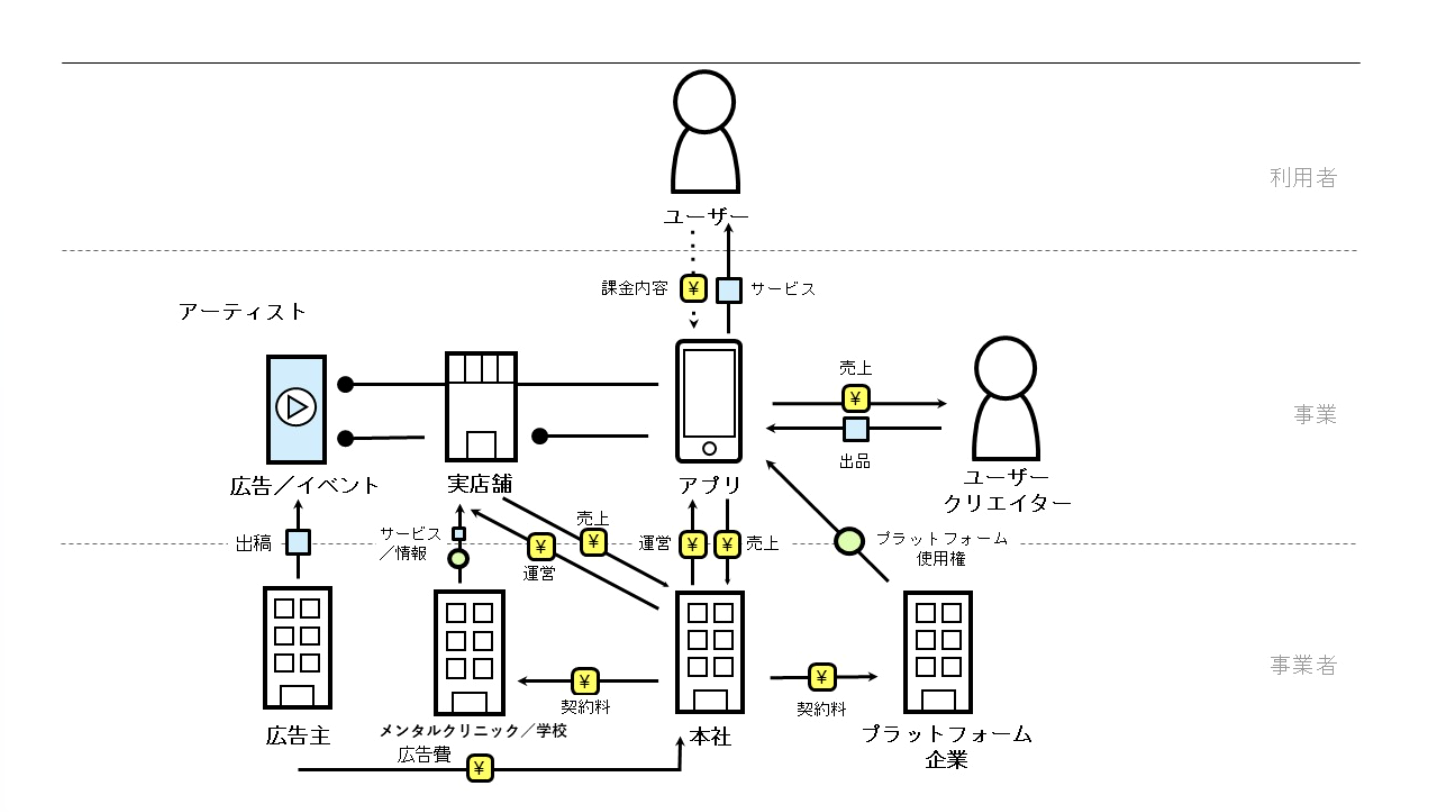 利用者
ユーザー
課金内容
¥
サービス
アーティスト
売上
¥
事業
出品
広告／イベント
実店舗
アプリ
ユーザー
クリエイター
出稿
サービス
／情報
¥
運営
売上
¥
運営
¥
¥
売上
プラットフォーム
使用権
事業者
¥
契約料
¥
契約料
広告主
メンタルクリニック／学校
本社
プラットフォーム
企業
広告費
¥